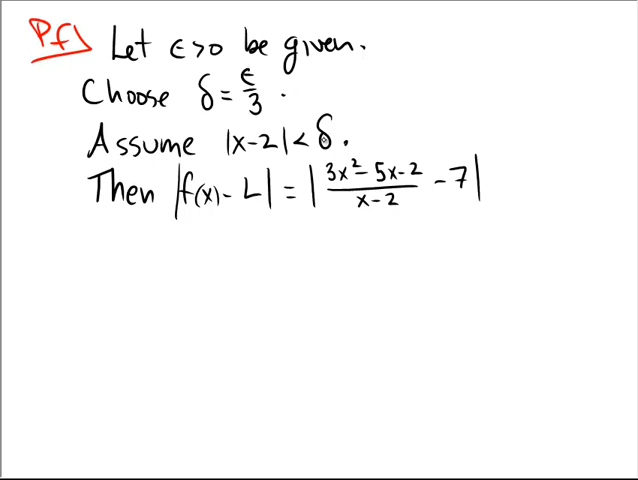 Pf) Let ε>0 be given.
Choose δ = ε/3.
Assume |x-2| < δ.
Then |f(x) - L| = | (3x² - 5x - 2)/(x - 2) - 7 |